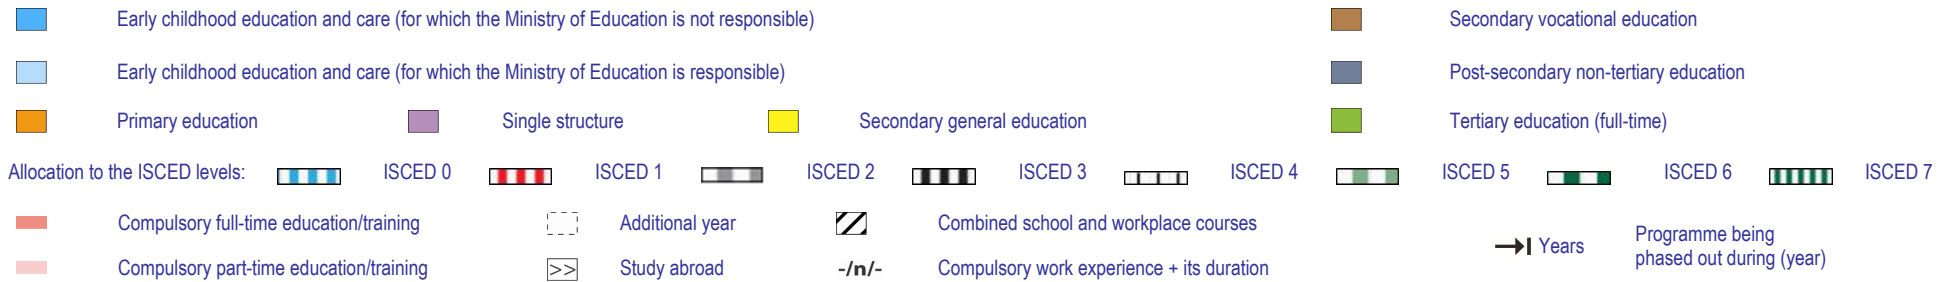 Early childhood education and care (for which the Ministry of Education is not responsible)
Secondary vocational education
Early childhood education and care (for which the Ministry of Education is responsible)
Post-secondary non-tertiary education
Primary education
Single structure
Secondary general education
Tertiary education (full-time)
Allocation to the ISCED levels:
ISCED 0
ISCED 1
ISCED 2
ISCED 3
ISCED 4
ISCED 5
ISCED 6
ISCED 7
Compulsory full-time education/training
Additional year
Combined school and workplace courses
Years
Programme being
phased out during (year)
Compulsory part-time education/training
>>
Study abroad
-/n/-
Compulsory work experience + its duration